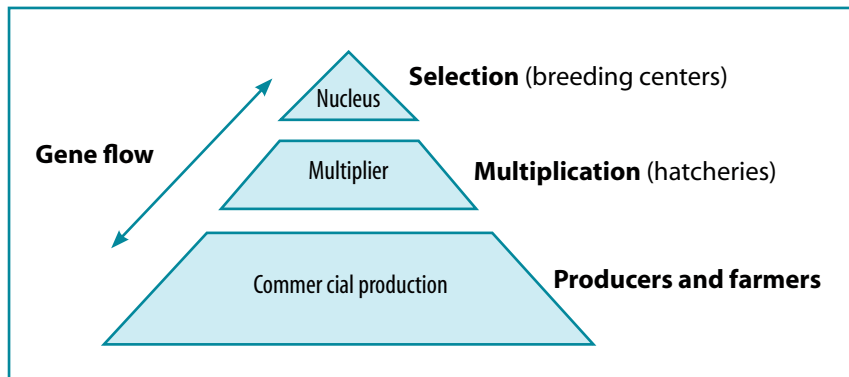 Selection (breeding centers)
Nucleus
Gene flow
Multiplier
Multiplication (hatcheries)
Commer cial production
Producers and farmers